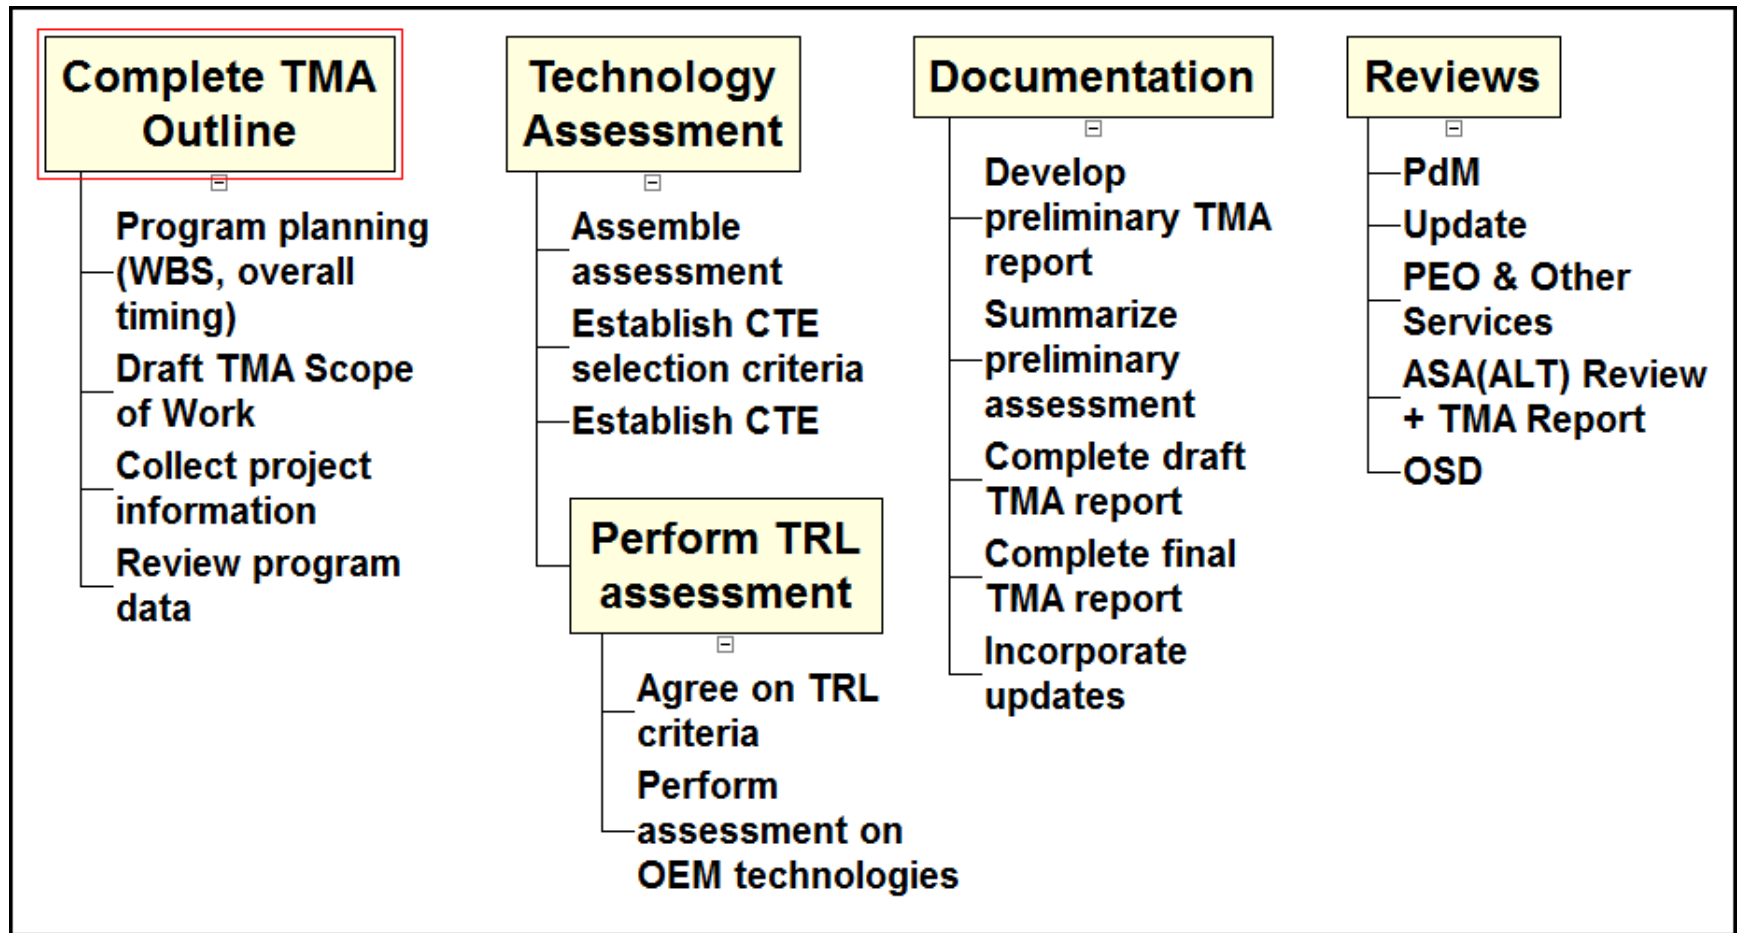 Complete TMA
Outline
Program planning
(WBS, overall
timing)
Draft TMA Scope
of Work
Collect project
information
Review program
data
Technology
Assessment
Assemble
assessment
Establish CTE
selection criteria
Establish CTE
Perform TRL
assessment
Agree on TRL
criteria
Perform
assessment on
OEM technologies
Documentation
Develop
preliminary TMA
report
Summarize
preliminary
assessment
Complete draft
TMA report
Complete final
TMA report
Incorporate
updates
Reviews
PdM
Update
PEO & Other
Services
ASA(ALT) Review
+ TMA Report
OSD